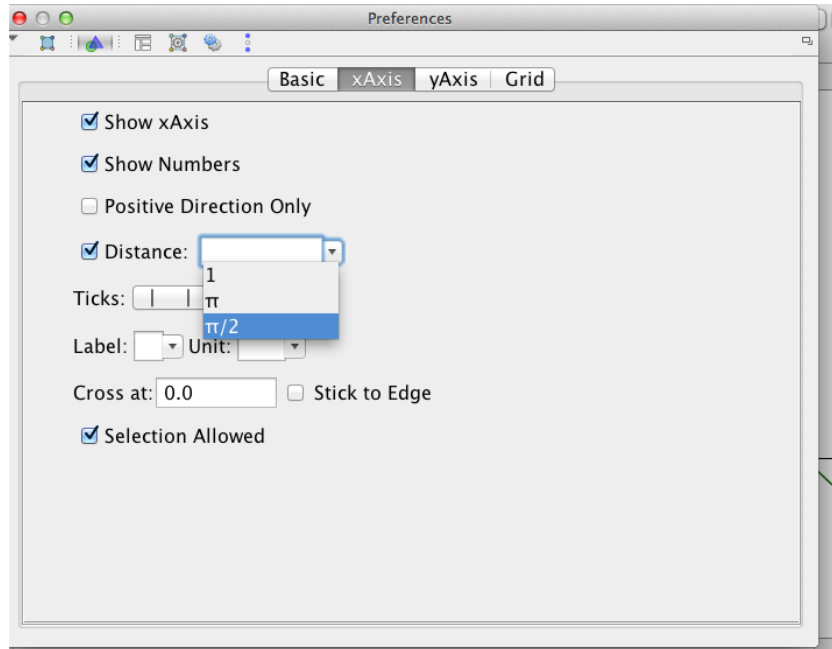 Preferences
Basic xAxis yAxis Grid
Show xAxis
Show Numbers
Positive Direction Only
Distance:
1
Ticks:
π
π/2
Label: Unit:
Cross at: 0.0 Stick to Edge
Selection Allowed